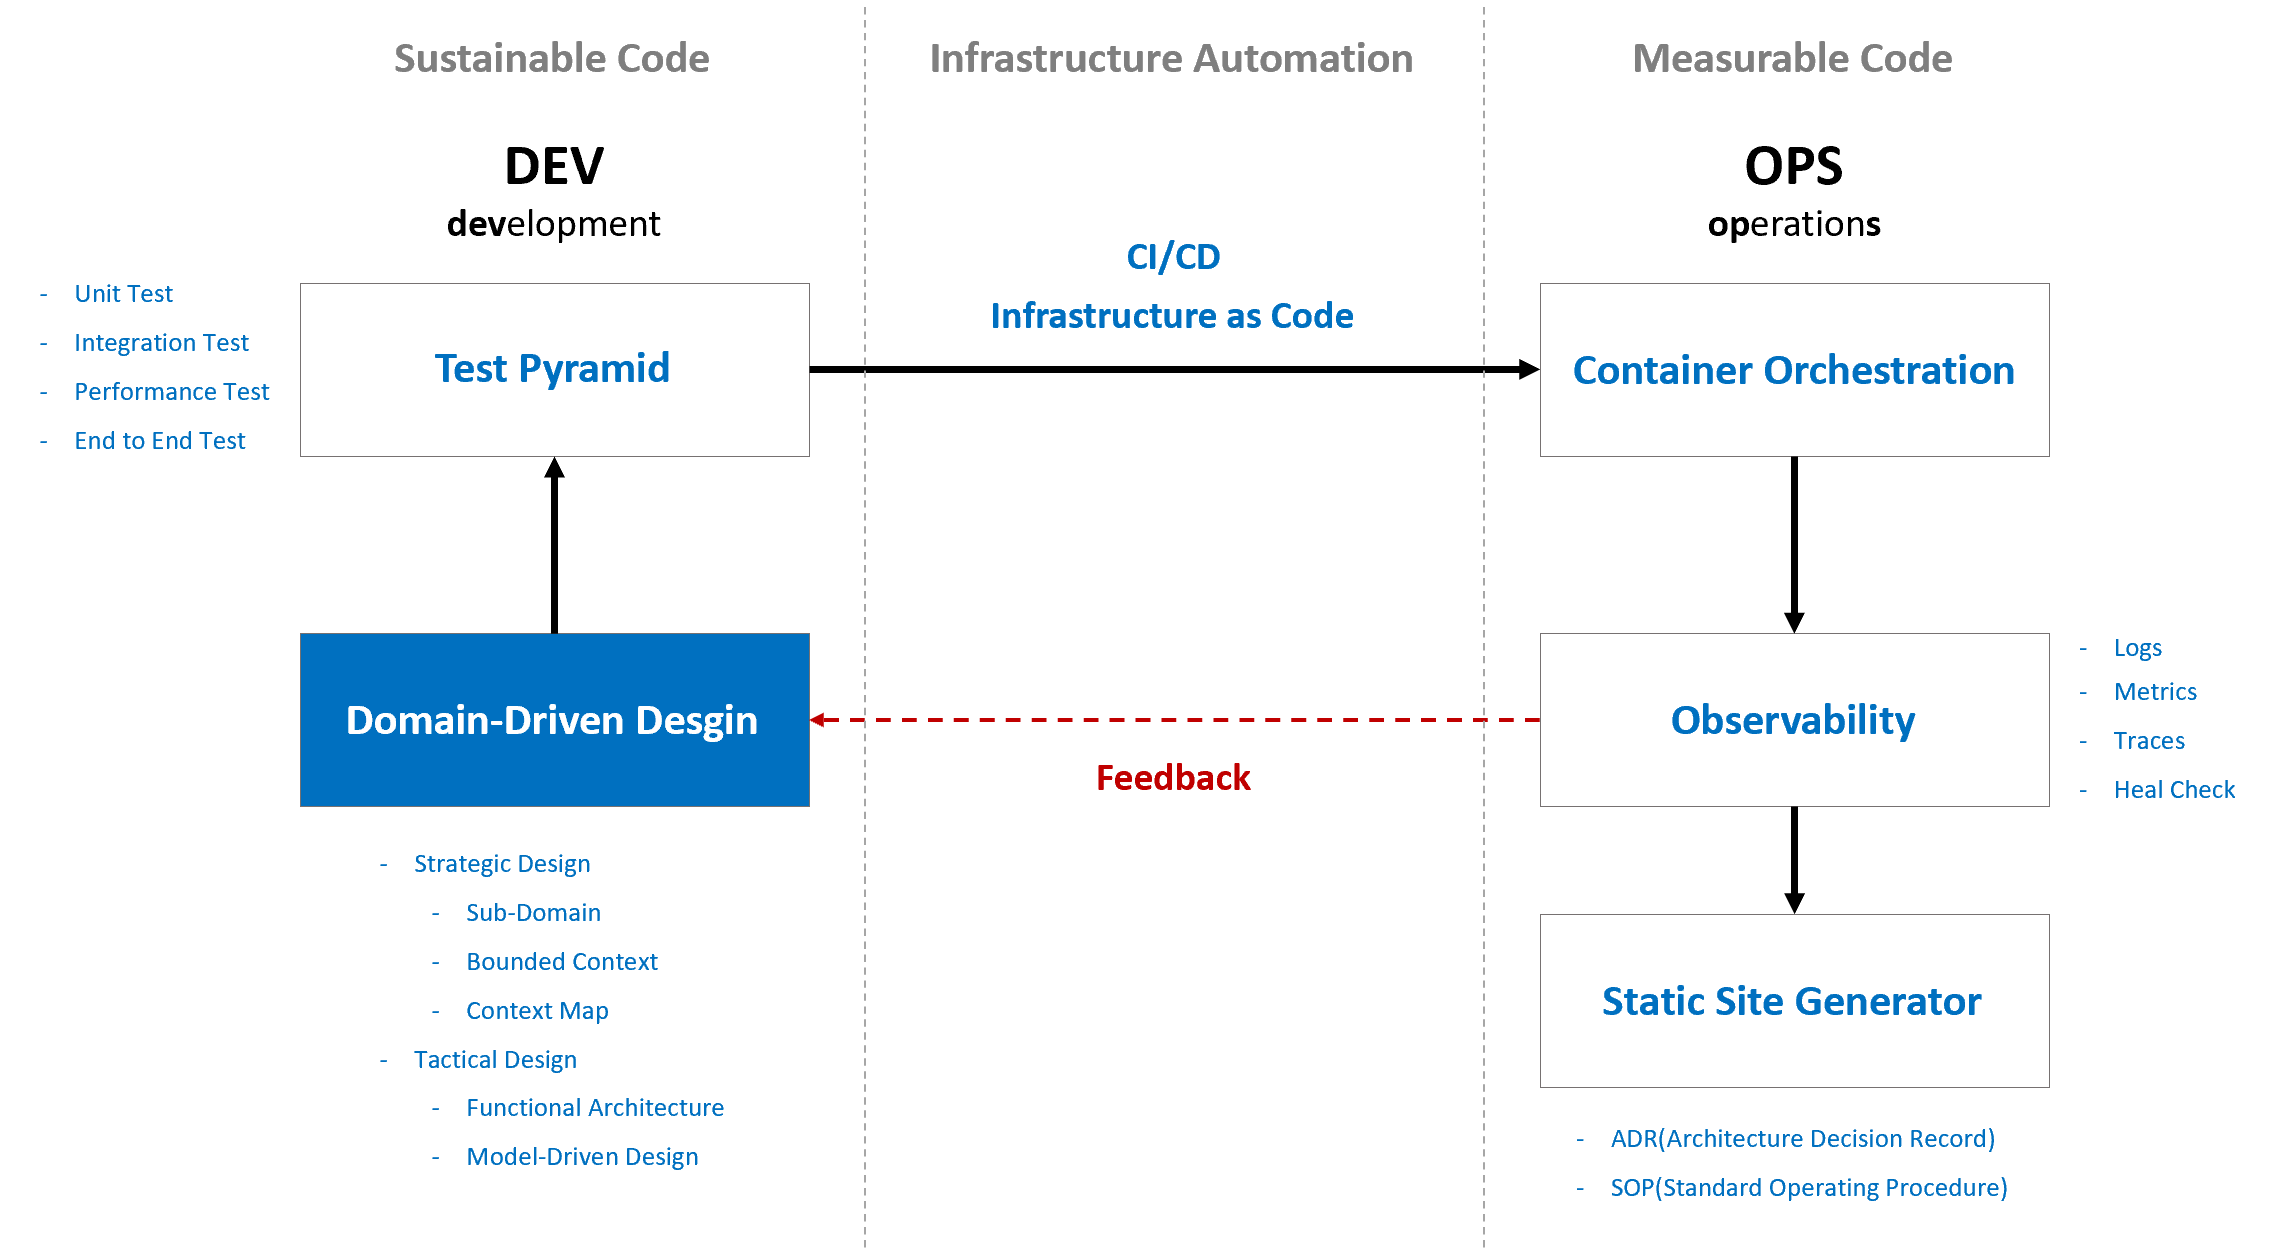 Sustainable Code
Infrastructure Automation
Measurable Code
DEV
development
OPS
operations
CI/CD
Infrastructure as Code
- Unit Test
- Integration Test
- Performance Test
- End to End Test
Test Pyramid
Container Orchestration
Domain-Driven Desgin
Feedback
Observability
- Logs
- Metrics
- Traces
- Heal Check
- Strategic Design
- Sub-Domain
- Bounded Context
- Context Map
- Tactical Design
- Functional Architecture
- Model-Driven Design
Static Site Generator
- ADR(Architecture Decision Record)
- SOP(Standard Operating Procedure)